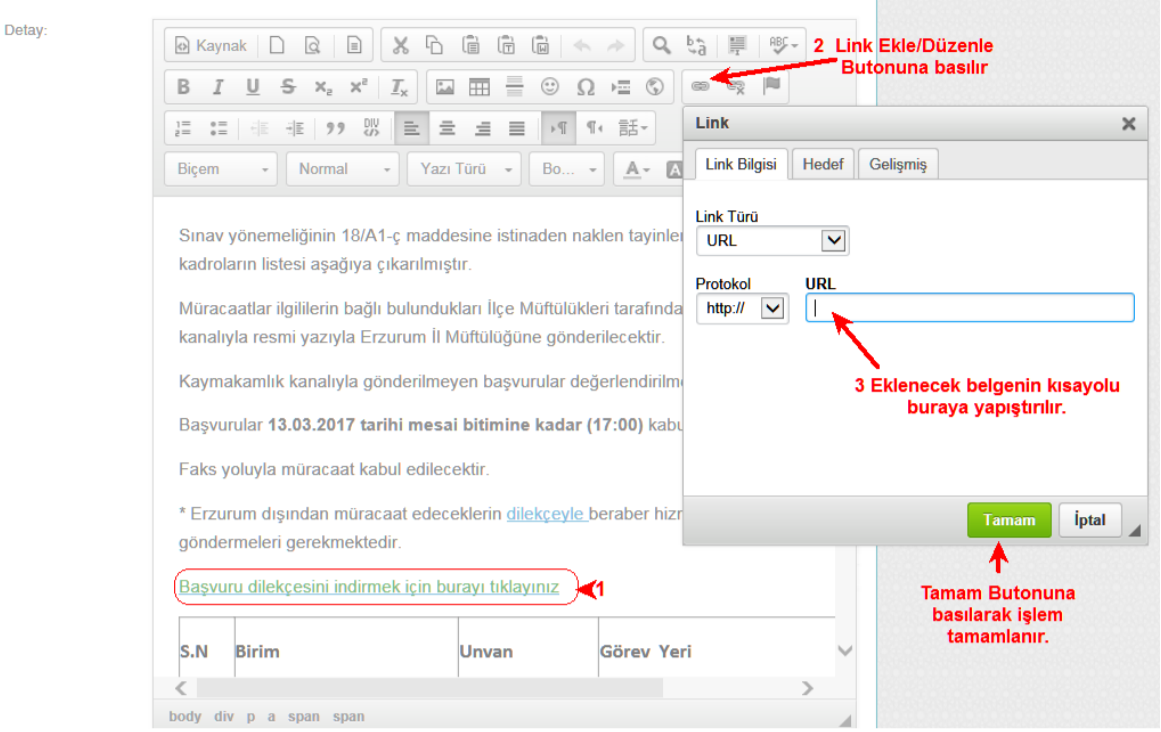 Detay:
Kaynak
2 Link Ekle/Düzenle
Butonuna basılır
Biçem
Normal
Yazı Türü
Bo...
Link
Link Bilgisi
Hedef
Gelişmiş
Link Türü
URL
Protokol
URL
http://
3 Eklenecek belgenin kısayolu
buraya yapıştırılır.
Tamam
İptal
Tamam Butonuna
basılarak işlem
tamamlanır.
Sınav yönemeliğinin 18/A1-ç maddesine istinaden naklen tayinler
kadroların listesi aşağıya çıkarılmıştır.
Müracaatlar ilgililerin bağlı bulundukları İlçe Müftülükleri tarafında
kanalıyla resmi yazıyla Erzurum İl Müftülüğüne gönderilecektir.
Kaymakamlık kanalıyla gönderilmeyen başvurular değerlendirilme
Başvurular 13.03.2017 tarihi mesai bitimine kadar (17:00) kabu
Faks yoluyla müracaat kabul edilecektir.
* Erzurum dışından müracaat edeceklerin dilekçeyle beraber hizr
göndermeleri gerekmektedir.
Başvuru dilekçesini indirmek için burayı tıklayınız
1
S.N Birim Unvan Görev Yeri
body div p a span span